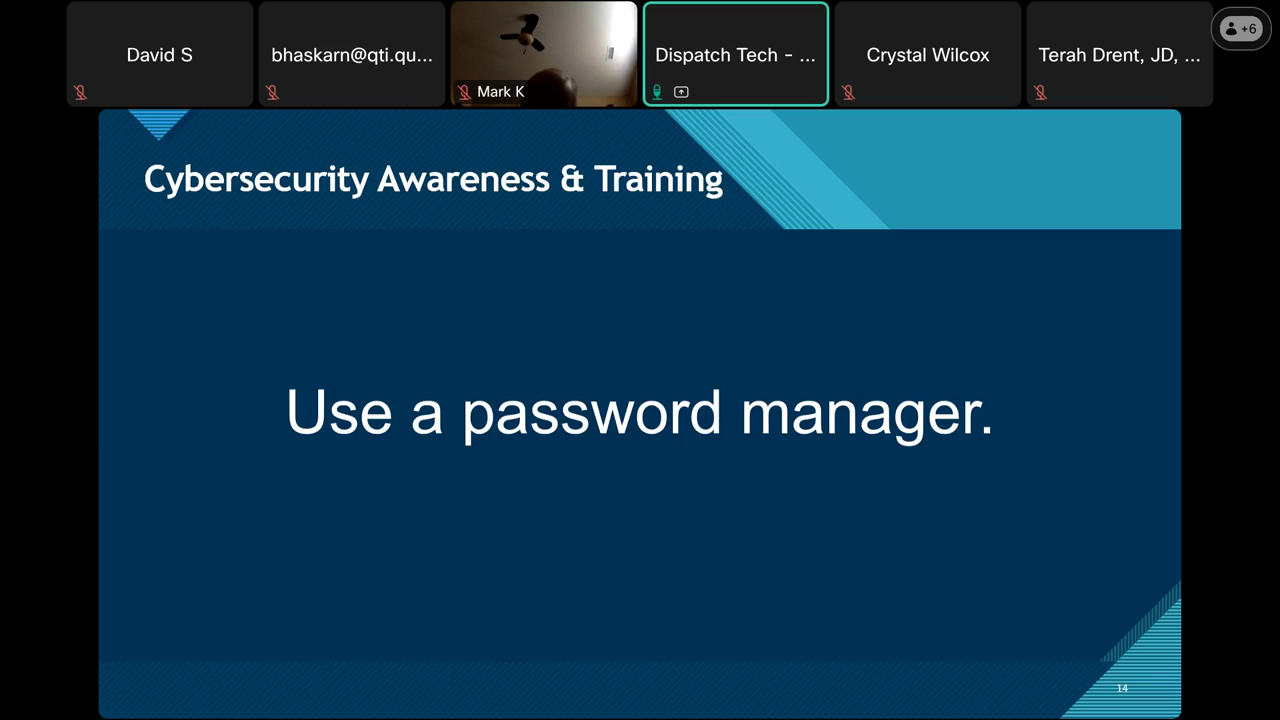 David S
bhaskarn@qti.qu...
Mark K
Dispatch Tech - ...
Crystal Wilcox
Terah Drent, JD, ...
+6
Cybersecurity Awareness & Training
Use a password manager.
14